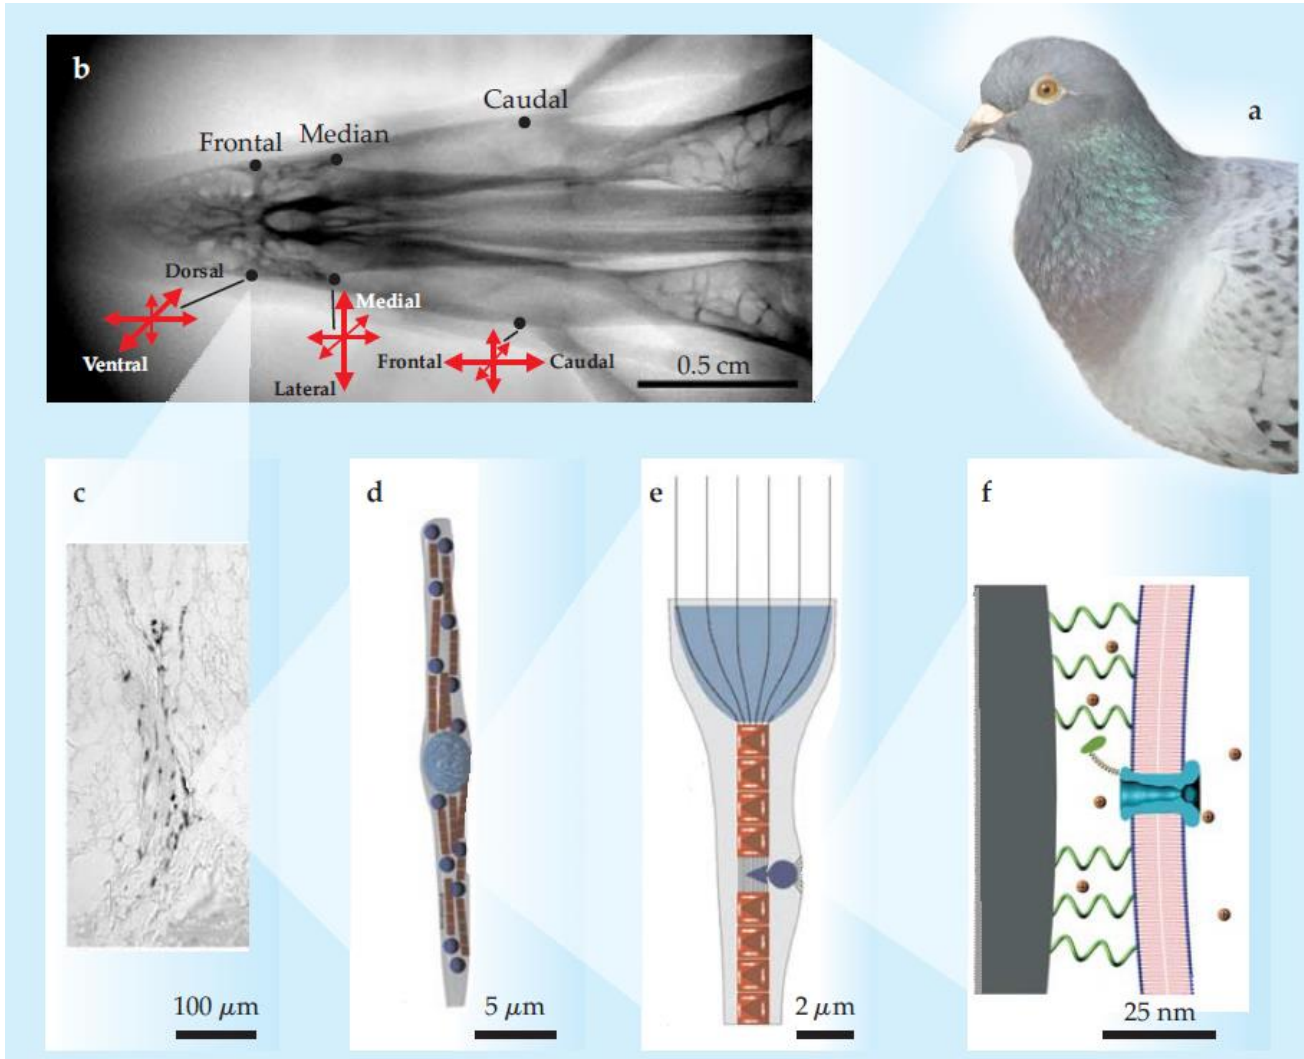 b
a
Caudal
Frontal
Median
Dorsal
Medial
Ventral
Frontal
Caudal
Lateral
0.5 cm
c
d
e
f
100 μm
5 μm
2 μm
25 nm